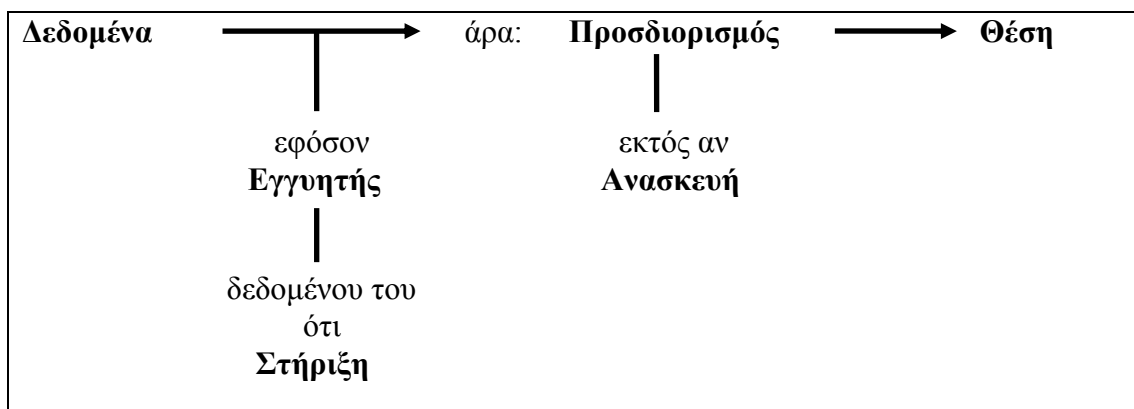 Δεδομένα άρα: Προσδιορισμός Θέση
εφόσον
Εγγυητής
εκτός αν
Ανασκευή
δεδομένου του
ότι
Στήριξη